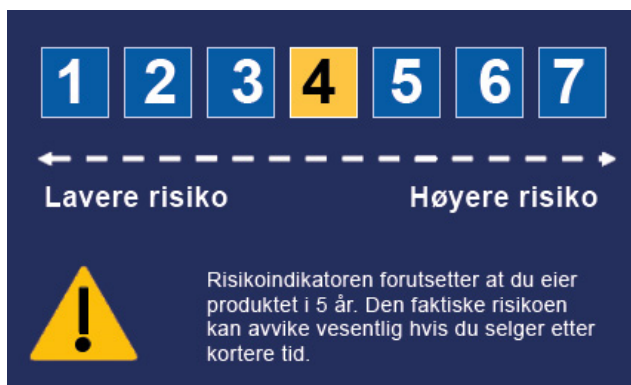 1 2 3 4 5 6 7
Lavere risiko Høyere risiko
Risikoindikatoren forutsetter at du eier
produktet i 5 år. Den faktiske risikoen
kan avvike vesentlig hvis du selger etter
kortere tid.